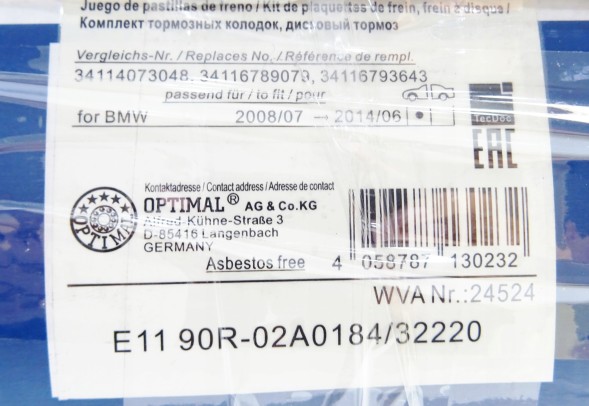 Juego de pastillas de freno / Kit de plaquettes de frein, frein à disque /
Комплект тормозных колодок, дисковый тормоз
Vergleichs-Nr. / Replaces No. / Référence de rempl.
34114073048, 34116789079, 34116793643
passend für / to fit / pour
for BMW 2008/07 → 2014/06
TecDoc
EAC
Kontaktadresse / Contact address / Adresse de contact
OPTIMAL® AG & Co.KG
Alfred-Kühne-Straße 3
D-85416 Langenbach
GERMANY
OPTIMAL
Asbestos free
4 058787 130232
WVA Nr.:24524
E11 90R-02A0184/32220